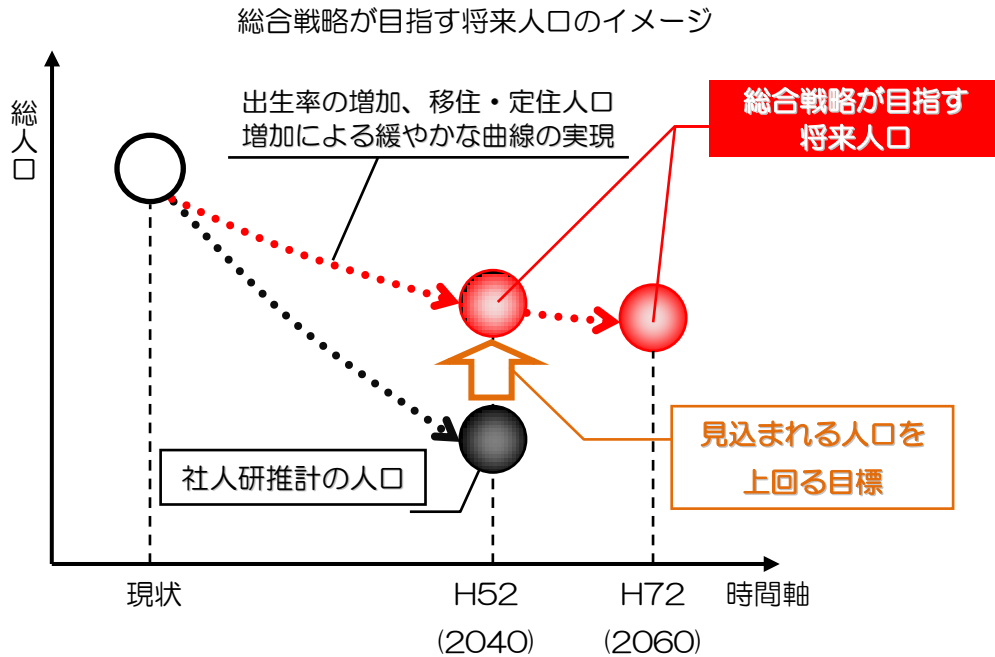 総合戦略が目指す将来人口のイメージ
総人口
出生率の増加、移住・定住人口
増加による緩やかな曲線の実現
総合戦略が目指す
将来人口
社人研推計の人口
見込まれる人口を
上回る目標
現状
H52
(2040)
H72
(2060)
時間軸